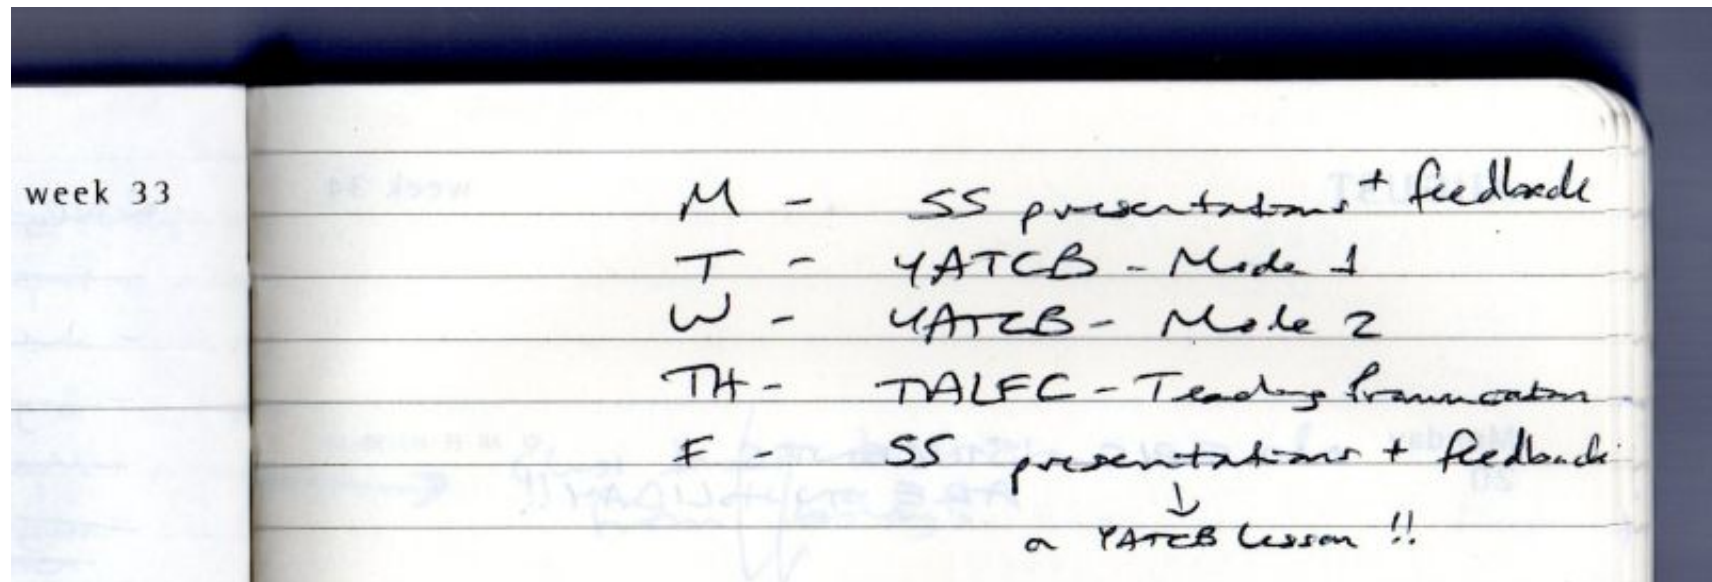 week 33
M - SS presentations + feedback
T - YATCB - Mode 1
W - YATCB - Mode 2
TH - TALFC - Teaching Pronunciation
F - SS presentations + feedback
↓
a YATCB lesson !!